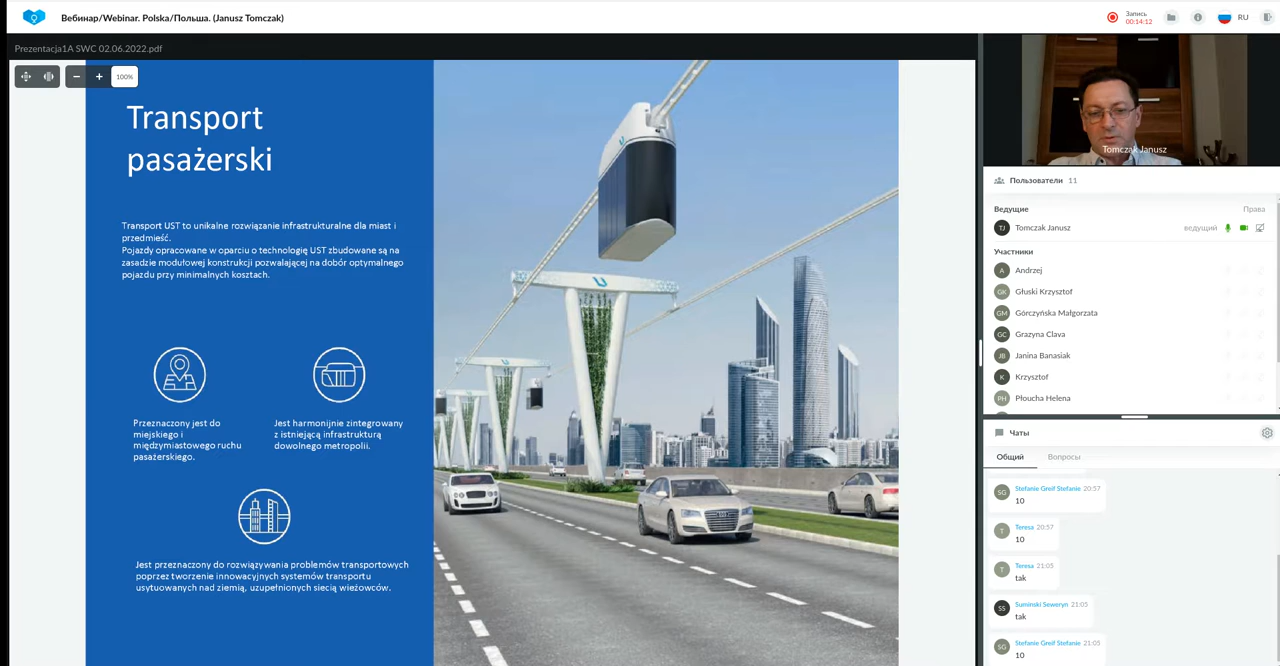 Вебинар/Webinar. Polska/Польша. (Janusz Tomczak)
Запись
00:14:12
RU
Prezentacja1A SWC 02.06.2022.pdf
100%
Transport
pasażerski
Transport UST to unikalne rozwiązanie infrastrukturalne dla miast i
przedmieść.
Pojazdy opracowane w oparciu o technologię UST zbudowane są na
zasadzie modułowej konstrukcji pozwalającej na dobór optymalnego
pojazdu przy minimalnych kosztach.
Przeznaczony jest do
miejskiego i
międzymiastowego ruchu
pasażerskiego.
Jest harmonijnie zintegrowany
z istniejącą infrastrukturą
dowolnego metropolii.
Jest przeznaczony do rozwiązywania problemów transportowych
poprzez tworzenie innowacyjnych systemów transportu
usytuowanych nad ziemią, uzupełnionych siecią wieżowców.
Tomczak Janusz
Пользователи 11
Ведущие Права
TJ Tomczak Janusz ведущий
Участники
A Andrzej
GK Głuski Krzysztof
GM Górczyńska Małgorzata
GC Grazyna Clava
JB Janina Banasiak
K Krzysztof
PH Płoucha Helena
Чаты
Общий Вопросы
SG Stefanie Greif Stefanie 20:57
10
T Teresa 20:57
10
T Teresa 21:05
tak
SS Suminski Seweryn 21:05
tak
SG Stefanie Greif Stefanie 21:05
10